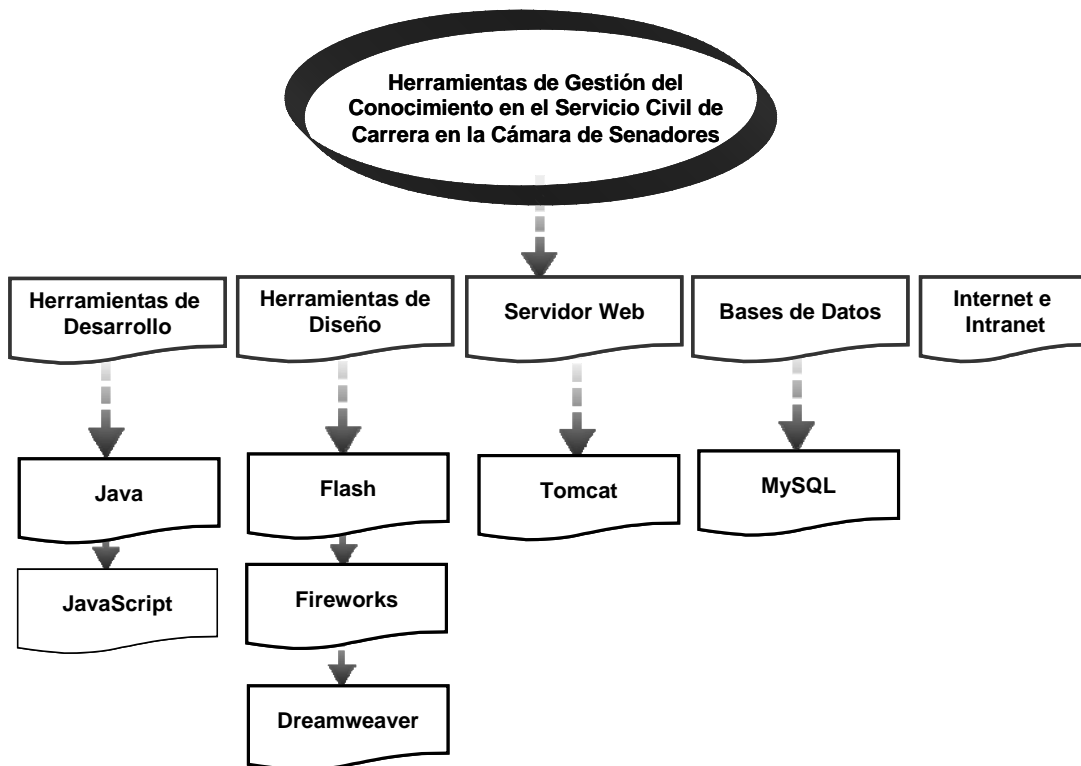 Herramientas de Gestión del
Conocimiento en el Servicio Civil de
Carrera en la Cámara de Senadores
Herramientas de
Desarrollo
Herramientas de
Diseño
Servidor Web
Bases de Datos
Internet e
Intranet
Java
Flash
Tomcat
MySQL
JavaScript
Fireworks
Dreamweaver